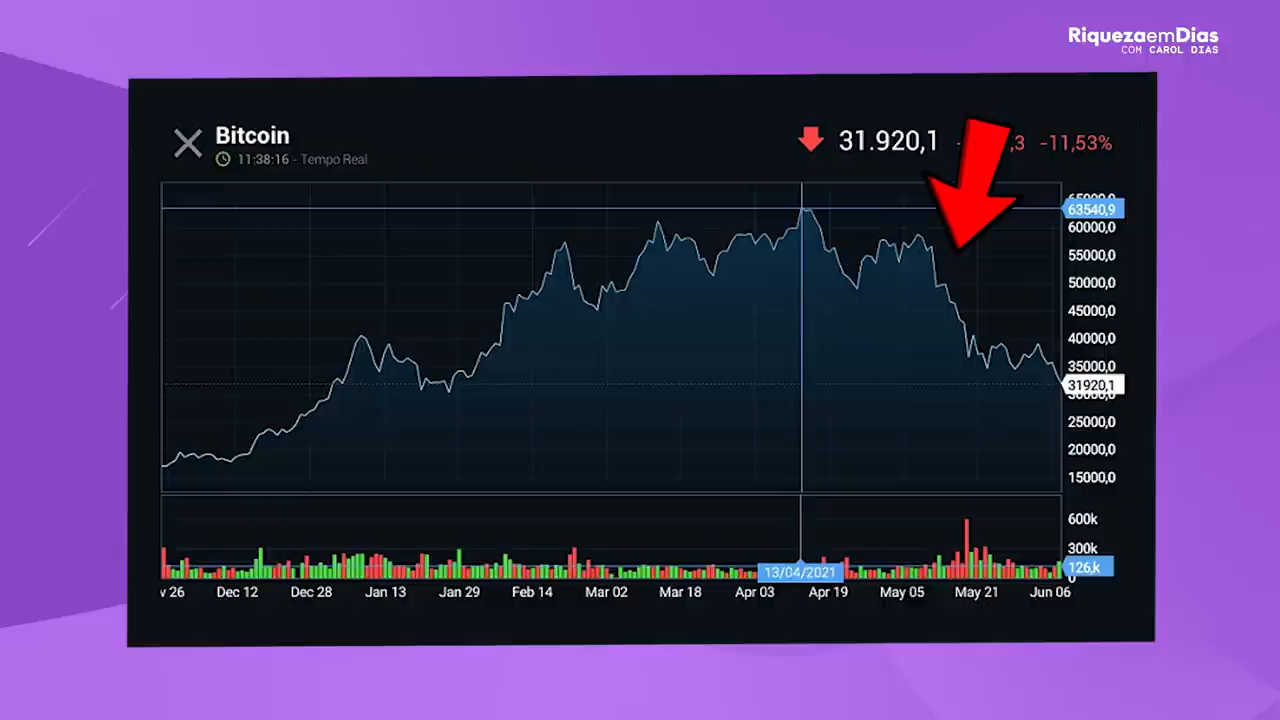 RiquezaemDias
COM CAROL DIAS
Bitcoin
11:38:16 - Tempo Real
31.920,1
,3 -11,53%
63540,9
60000,0
55000,0
50000,0
45000,0
40000,0
35000,0
31920,1
25000,0
20000,0
15000,0
600k
300k
126,k
0
13/04/2021
v 26 Dec 12 Dec 28 Jan 13 Jan 29 Feb 14 Mar 02 Mar 18 Apr 03 Apr 19 May 05 May 21 Jun 06